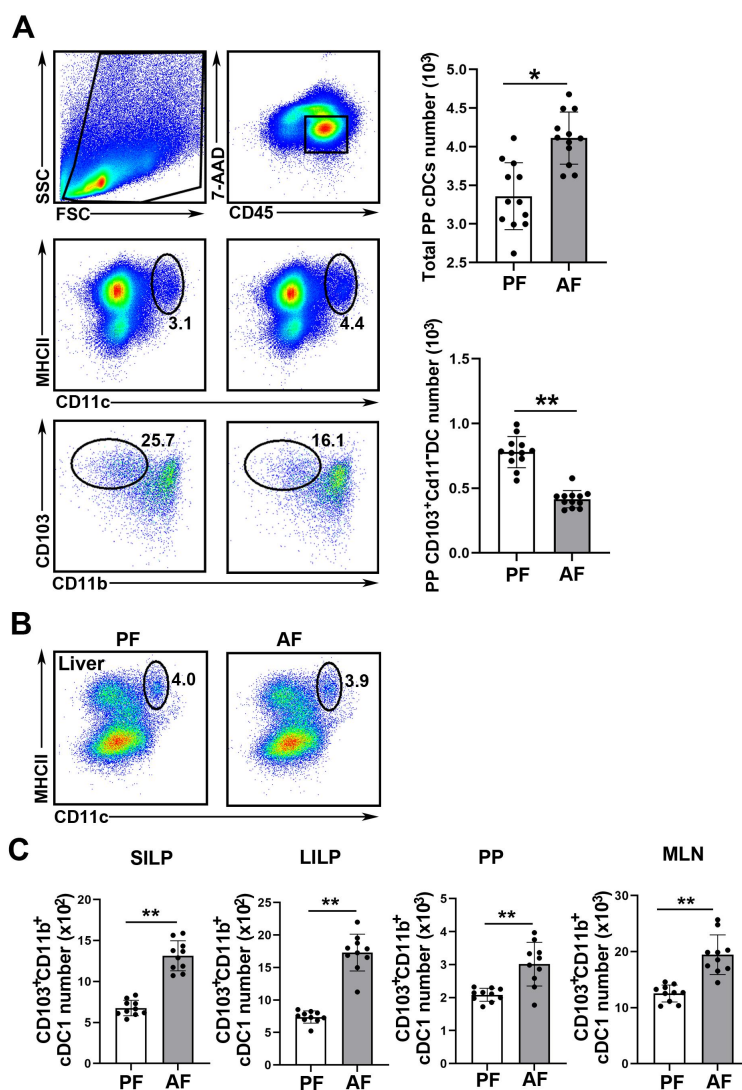 A
SSC
FSC
7-AAD
CD45
Total PP cDCs number (10³)
5.0
4.5
4.0
3.5
3.0
2.5
*
PF AF
MHCII
3.1
4.4
CD11c
CD103
25.7
16.1
CD11b
PP CD103⁺Cd11⁻DC number (10³)
1.5
1.0
0.5
0.0
**
PF AF
B
PF AF
Liver
4.0
3.9
MHCII
CD11c
C
SILP
CD103⁺CD11b⁺
cDC1 number (x10²)
20
15
10
5
0
**
PF AF
LILP
CD103⁺CD11b⁺
cDC1 number (x10²)
25
20
15
10
5
0
**
PF AF
PP
CD103⁺CD11b⁺
cDC1 number (x10³)
5
4
3
2
1
0
**
PF AF
MLN
CD103⁺CD11b⁺
cDC1 number (x10³)
30
20
10
0
**
PF AF